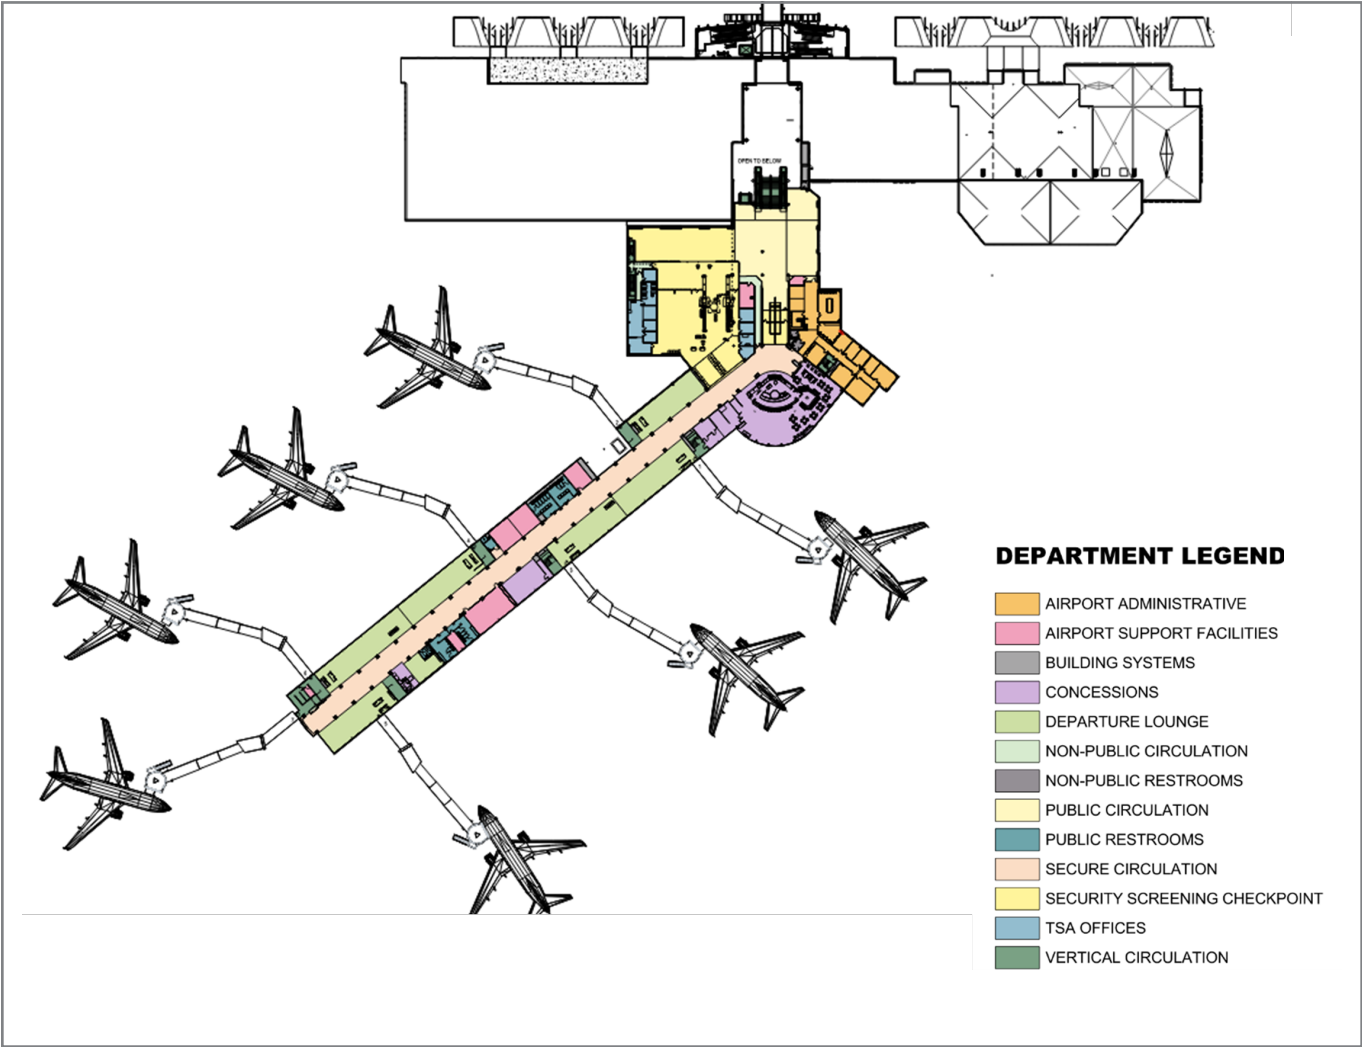 OPEN TO BELOW
DEPARTMENT LEGEND
AIRPORT ADMINISTRATIVE
AIRPORT SUPPORT FACILITIES
BUILDING SYSTEMS
CONCESSIONS
DEPARTURE LOUNGE
NON-PUBLIC CIRCULATION
NON-PUBLIC RESTROOMS
PUBLIC CIRCULATION
PUBLIC RESTROOMS
SECURE CIRCULATION
SECURITY SCREENING CHECKPOINT
TSA OFFICES
VERTICAL CIRCULATION